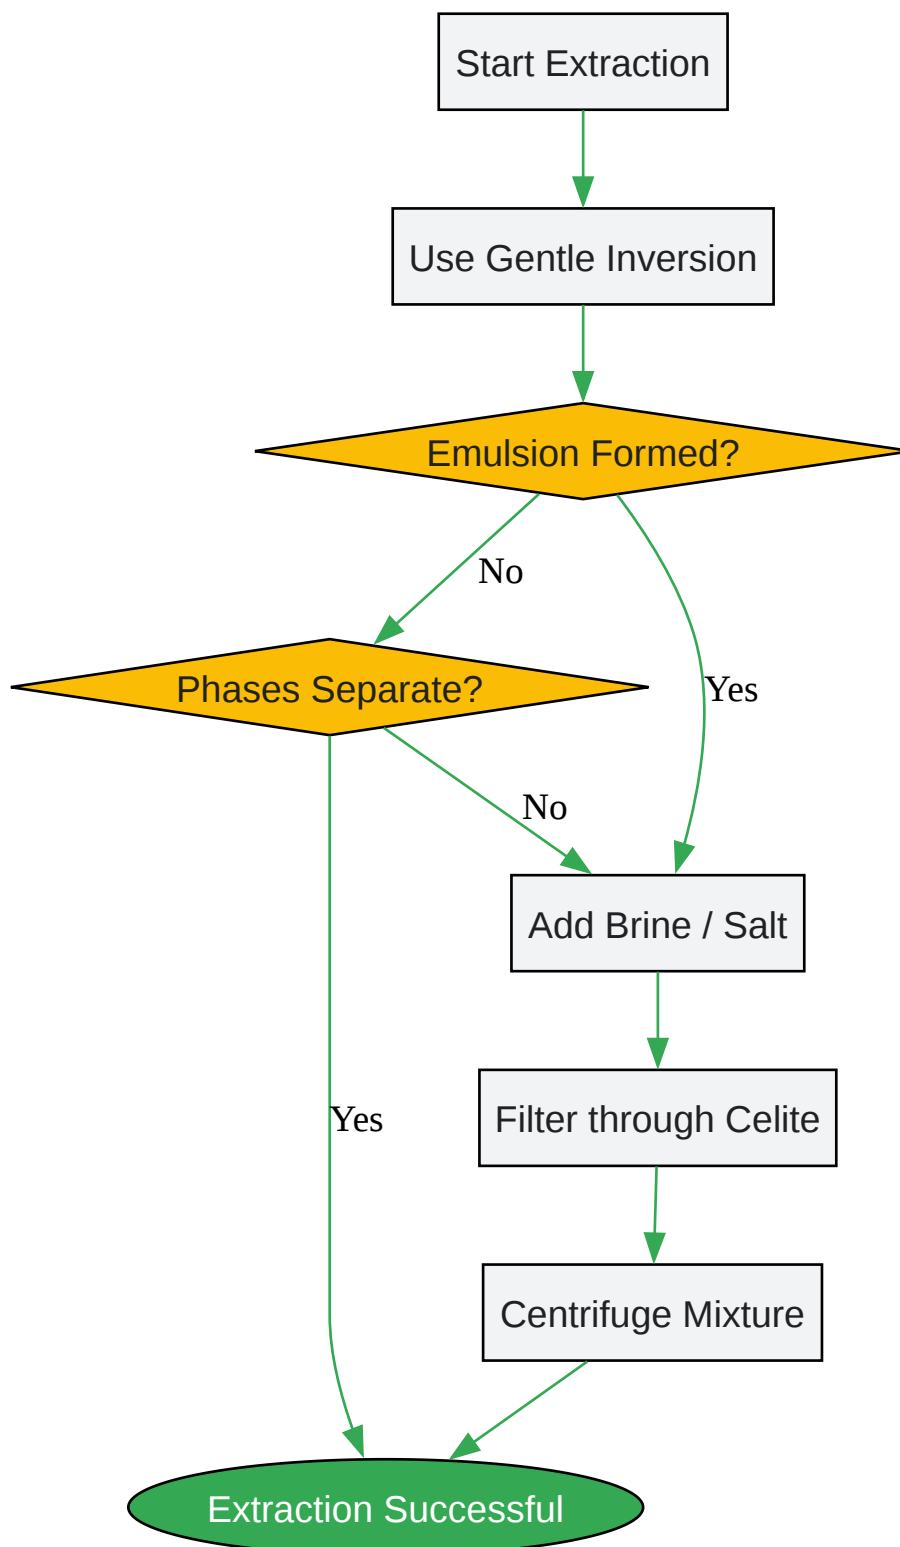 Start Extraction
Use Gentle Inversion
Emulsion Formed?
No
Phases Separate?
Yes
No
Add Brine / Salt
Yes
Filter through Celite
Centrifuge Mixture
Extraction Successful